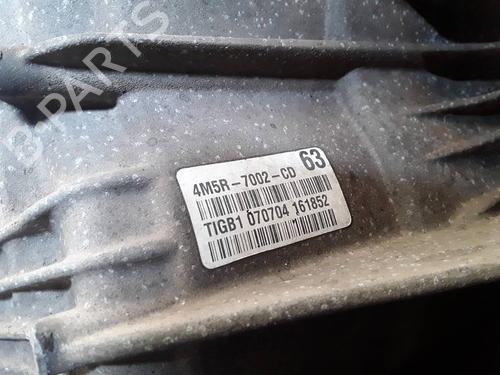 B-PARTS
63
4M5R-7002-CD
TIGB1 070704 161852